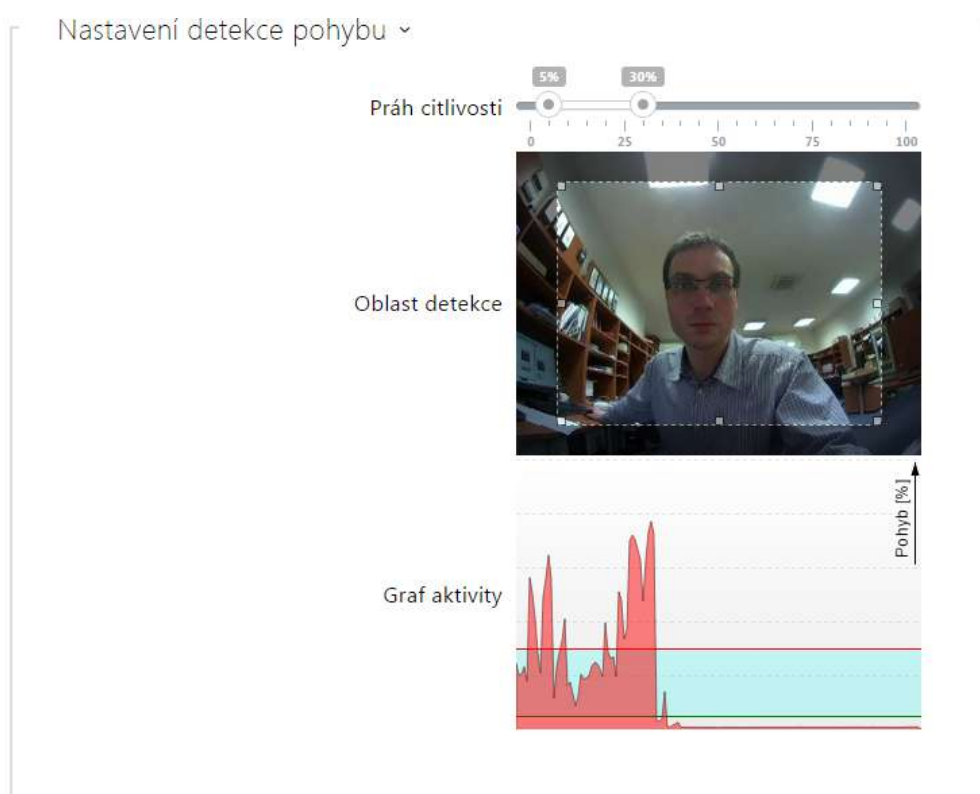 Nastavení detekce pohybu
5% 30%
Práh citlivosti
0 25 50 75 100
Oblast detekce
Pohyb [%]
Graf aktivity